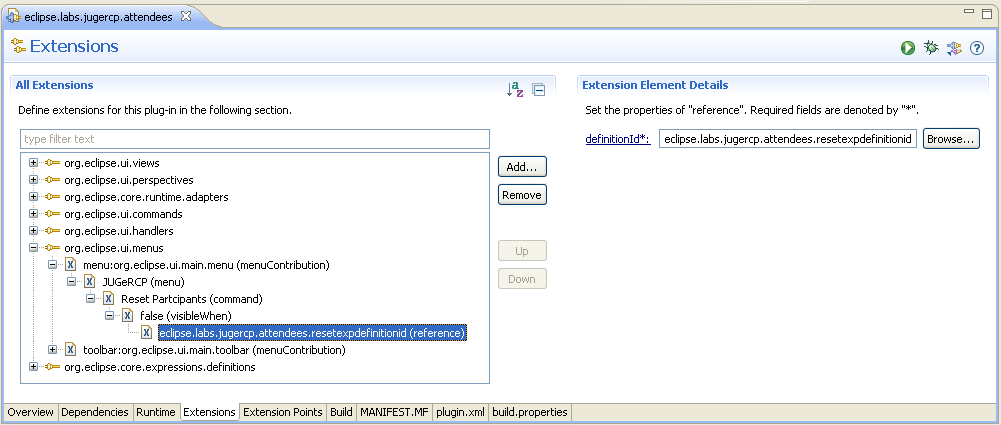 eclipse.labs.jugercp.attendees
Extensions
All Extensions
Define extensions for this plug-in in the following section.
type filter text
org.eclipse.ui.views
org.eclipse.ui.perspectives
org.eclipse.core.runtime.adapters
org.eclipse.ui.commands
org.eclipse.ui.handlers
org.eclipse.ui.menus
menu:org.eclipse.ui.main.menu (menuContribution)
JUGeRCP (menu)
Reset Partcipants (command)
false (visibleWhen)
eclipse.labs.jugercp.attendees.resetexpdefinitionid (reference)
toolbar:org.eclipse.ui.main.toolbar (menuContribution)
org.eclipse.core.expressions.definitions
Add...
Remove
Up
Down
Extension Element Details
Set the properties of "reference". Required fields are denoted by "*".
definitionId*: eclipse.labs.jugercp.attendees.resetexpdefinitionid Browse...
Overview Dependencies Runtime Extensions Extension Points Build MANIFEST.MF plugin.xml build.properties